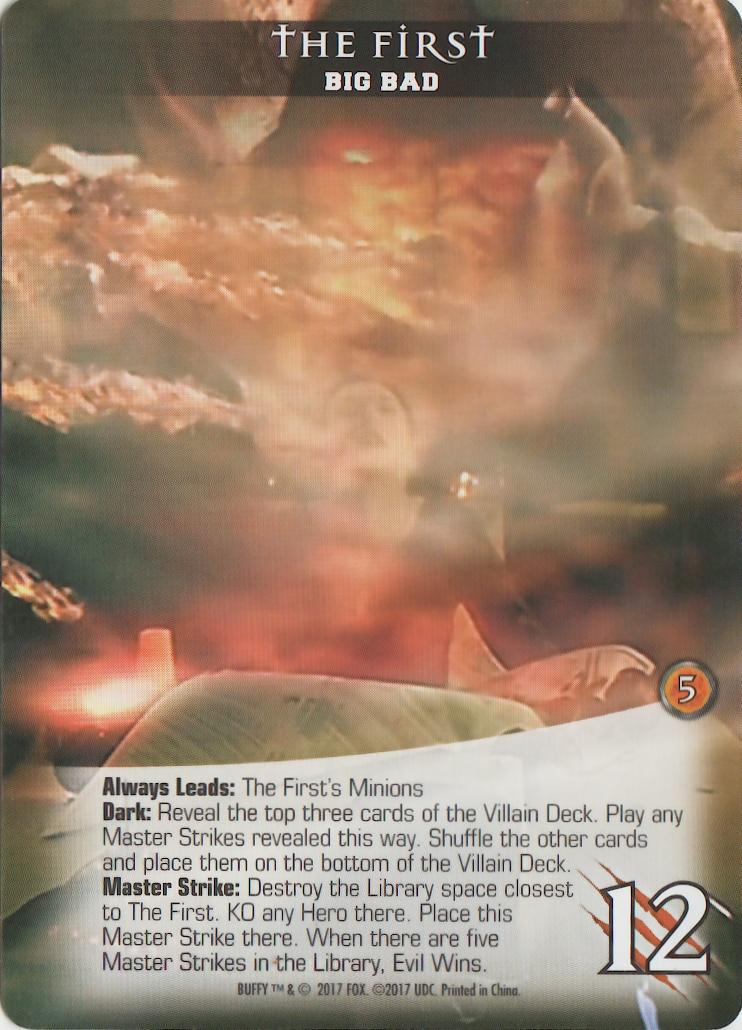 THE FIRST
BIG BAD
5
Always Leads: The First's Minions
Dark: Reveal the top three cards of the Villain Deck. Play any
Master Strikes revealed this way. Shuffle the other cards
and place them on the bottom of the Villain Deck.
Master Strike: Destroy the Library space closest
to The First. KO any Hero there. Place this
Master Strike there. When there are five
Master Strikes in the Library, Evil Wins.
12
BUFFY ™ & © 2017 FOX. ©2017 UDC. Printed in China.